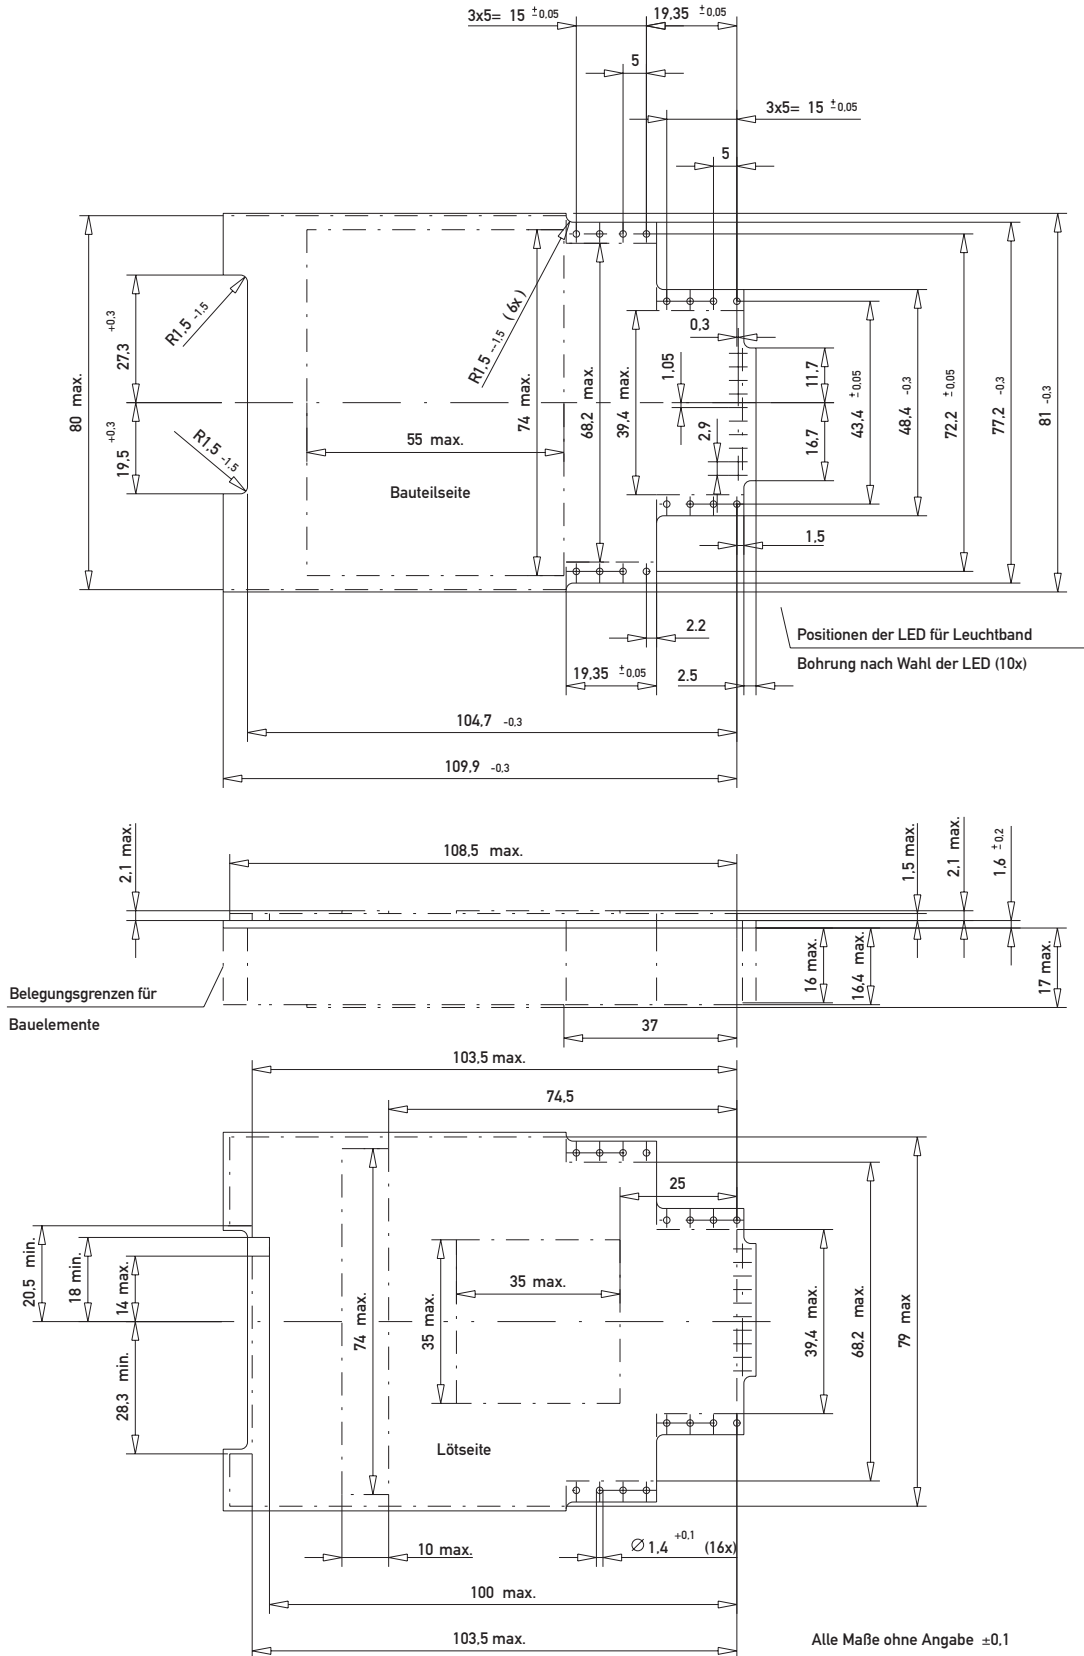 3x5= 15 ±0,05
19,35 ±0,05
5
3x5= 15 ±0,05
5
80 max.
27,3 +0,3
19,5 +0,3
R1,5 -1,5
R1,5 -1,5
R1,5 -1,5 (6x)
55 max.
Bauteilseite
74 max.
68,2 max.
39,4 max.
0,3
1,05
2,9
11,7
16,7
43,4 ±0,05
48,4 -0,3
72,2 ±0,05
77,2 -0,3
81 -0,3
1,5
2.2
19,35 ±0,05
2.5
Positionen der LED für Leuchtband
Bohrung nach Wahl der LED (10x)
104,7 -0,3
109,9 -0,3
2,1 max.
108,5 max.
1,5 max.
2,1 max.
1,6 ±0,2
16 max.
16,4 max.
17 max.
Belegungsgrenzen für
Bauelemente
37
103,5 max.
74,5
25
20,5 min.
18 min.
14 max.
28,3 min.
74 max.
35 max.
35 max.
39,4 max.
68,2 max.
79 max
Lötseite
10 max.
Ø 1,4 +0,1 (16x)
100 max.
103,5 max.
Alle Maße ohne Angabe ±0,1